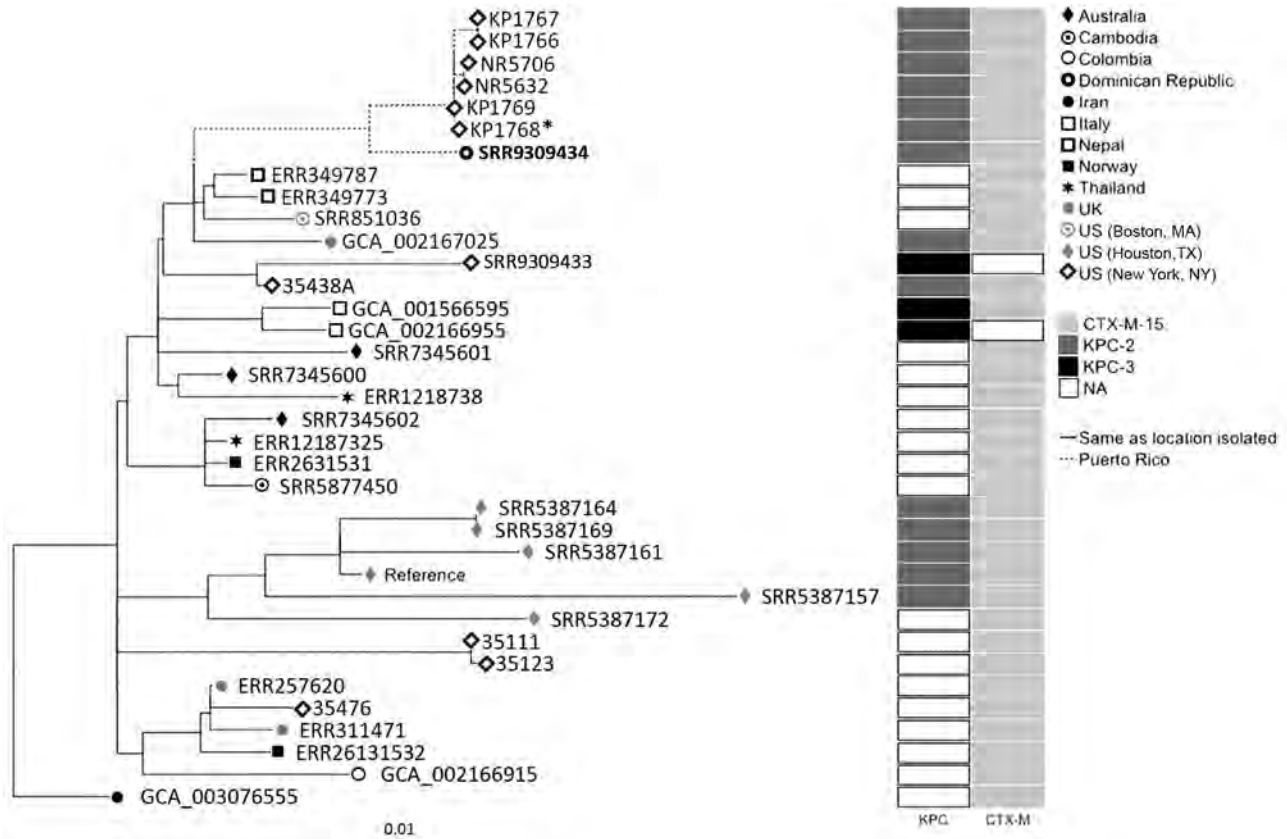 KP1767
KP1766
NR5706
NR5632
KP1769
KP1768*
SRR9309434
ERR349787
ERR349773
SRR851036
GCA_002167025
SRR9309433
35438A
GCA_001566595
GCA_002166955
SRR7345601
SRR7345600
ERR1218738
SRR7345602
ERR12187325
ERR2631531
SRR5877450
SRR5387164
SRR5387169
SRR5387161
Reference
SRR5387157
SRR5387172
35111
35123
ERR257620
35476
ERR311471
ERR26131532
GCA_002166915
GCA_003076555
0.01
KPC
CTX-M
Australia
Cambodia
Colombia
Dominican Republic
Iran
Italy
Nepal
Norway
Thailand
UK
US (Boston, MA)
US (Houston,TX)
US (New York, NY)
CTX-M-15
KPC-2
KPC-3
NA
Same as location isolated
Puerto Rico